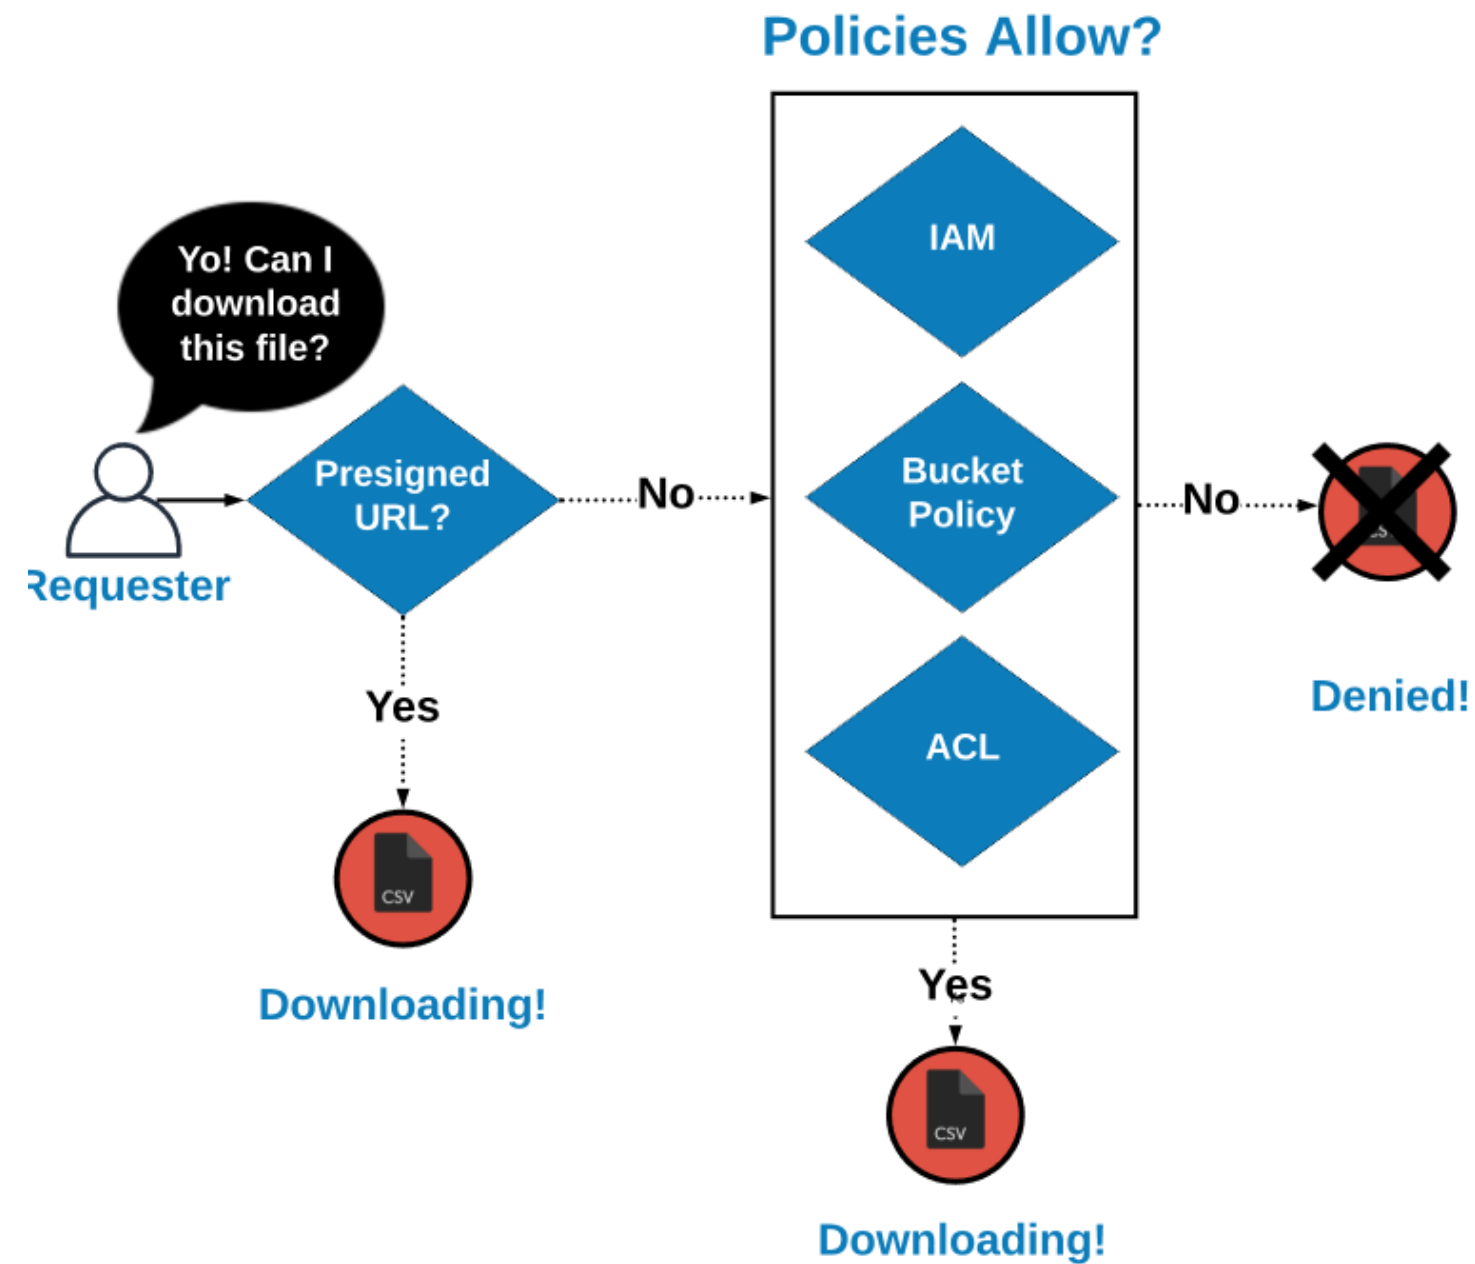 Policies Allow?
Yo! Can I
download
this file?
Requester
Presigned
URL?
No
Yes
CSV
Downloading!
IAM
Bucket
Policy
ACL
No
Denied!
Yes
CSV
Downloading!